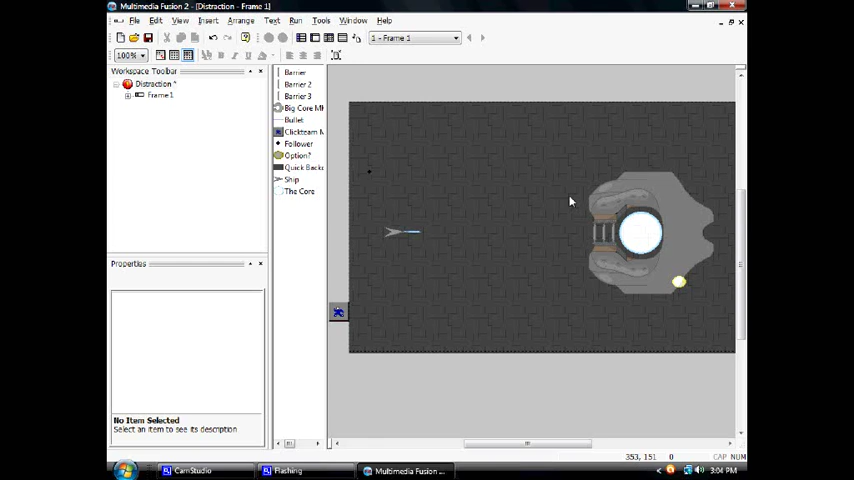 Multimedia Fusion 2 - [Distraction - Frame 1]
File Edit View Insert Arrange Text Run Tools Window Help
1 - Frame 1
100%
B I U
Workspace Toolbar
Distraction *
Frame 1
Barrier
Barrier 2
Barrier 3
Big Core M
Bullet
Clickteam M
Follower
Option?
Quick Backd
Ship
The Core
Properties
No Item Selected
Select an item to see its description
353, 151 0 CAP NUM
CamStudio
Flashing
Multimedia Fusion ...
3:04 PM